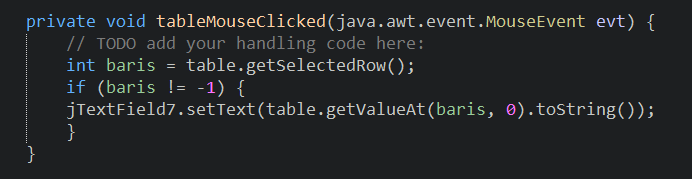 private void tableMouseClicked(java.awt.event.MouseEvent evt) {
// TODO add your handling code here:
int baris = table.getSelectedRow();
if (baris != -1) {
jTextField7.setText(table.getValueAt(baris, 0).toString());
}
}